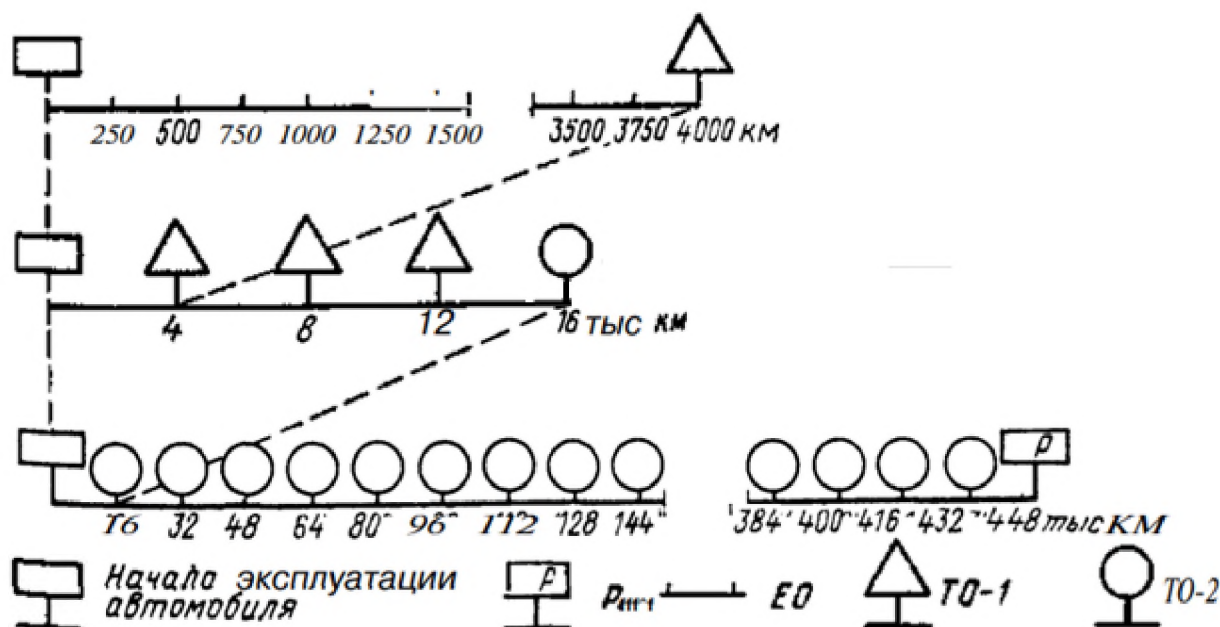 250 500 750 1000 1250 1500 3500 3750 4000 км
4 8 12 16 тыс км
Р
16 32 48 64 80 96 112 128 144 384 400 416 432 448 тыс км
Начало эксплуатации Р ЕО ТО-1 ТО-2
автомобиля